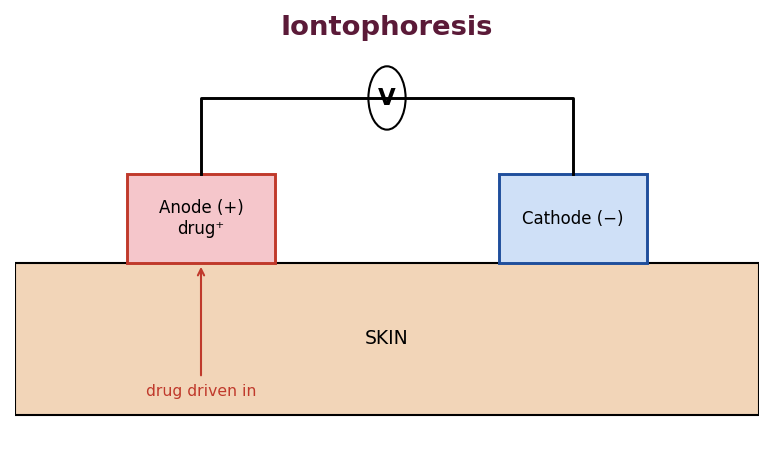 Iontophoresis
V
Anode (+)
drug⁺
Cathode (−)
SKIN
drug driven in